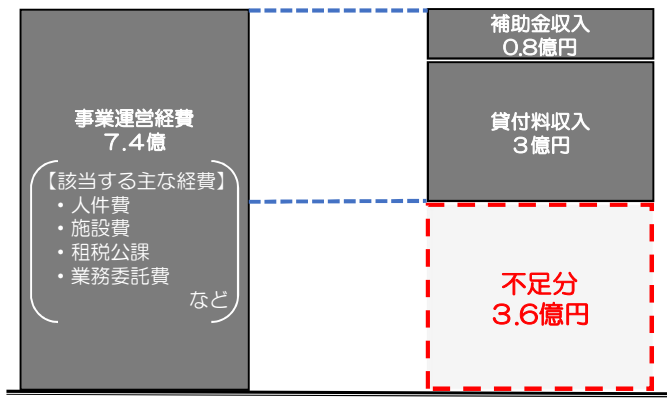 事業運営経費
7.4億
【該当する主な経費】
・人件費
・施設費
・租税公課
・業務委託費
など
補助金収入
0.8億円
貸付料収入
3億円
不足分
3.6億円